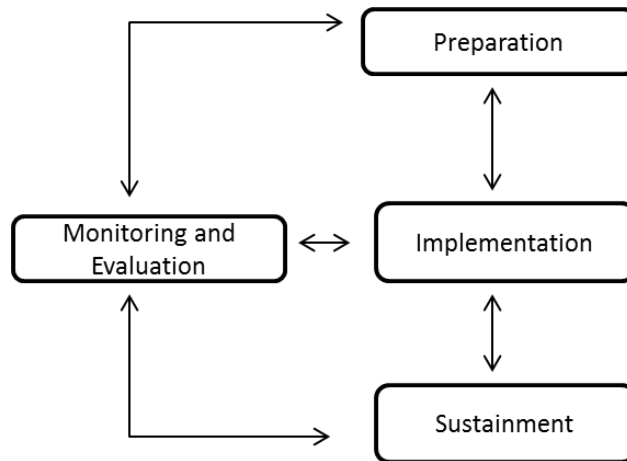 Preparation
Monitoring and
Evaluation
Implementation
Sustainment